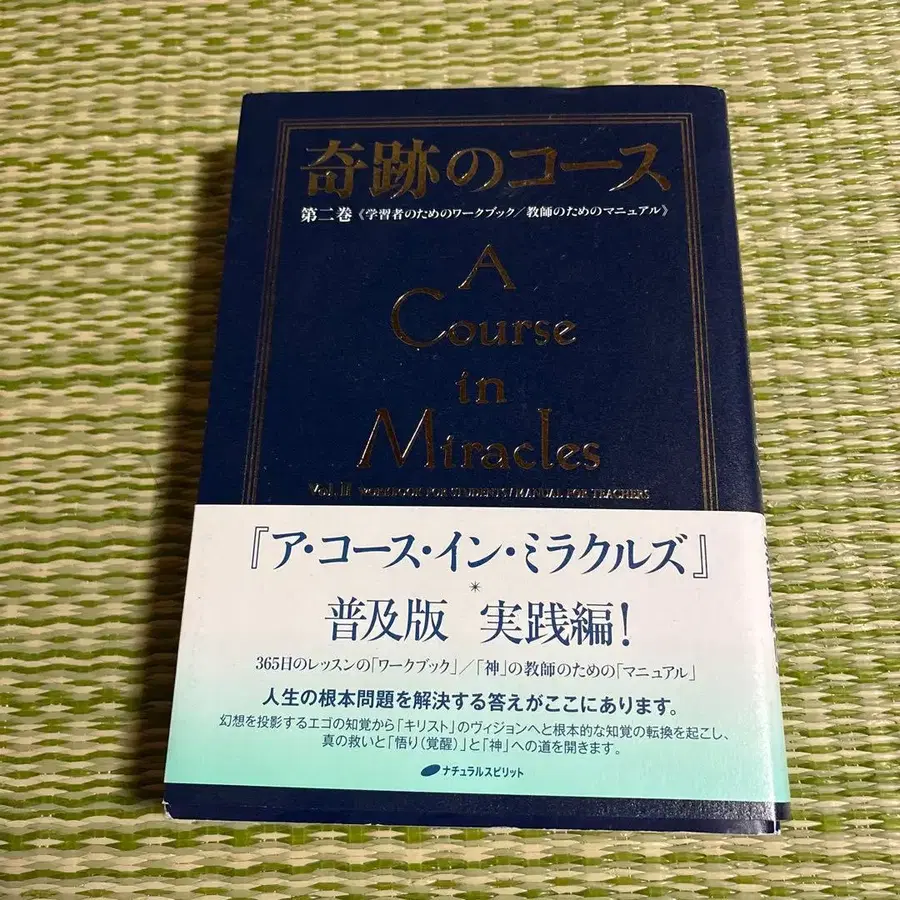 奇跡のコース
第二巻《学習者のためのワークブック／教師のためのマニュアル》
A
Course
in
Miracles
Vol. II WORKBOOK FOR STUDENTS / MANUAL FOR TEACHERS
『ア・コース・イン・ミラクルズ』
普及版 実践編!
365日のレッスンの「ワークブック」／「神」の教師のための「マニュアル」
人生の根本問題を解決する答えがここにあります。
幻想を投影するエゴの知覚から「キリスト」のヴィジョンへと根本的な知覚の転換を起こし、
真の救いと「悟り(覚醒)」と「神」への道を開きます。
ナチュラルスピリット